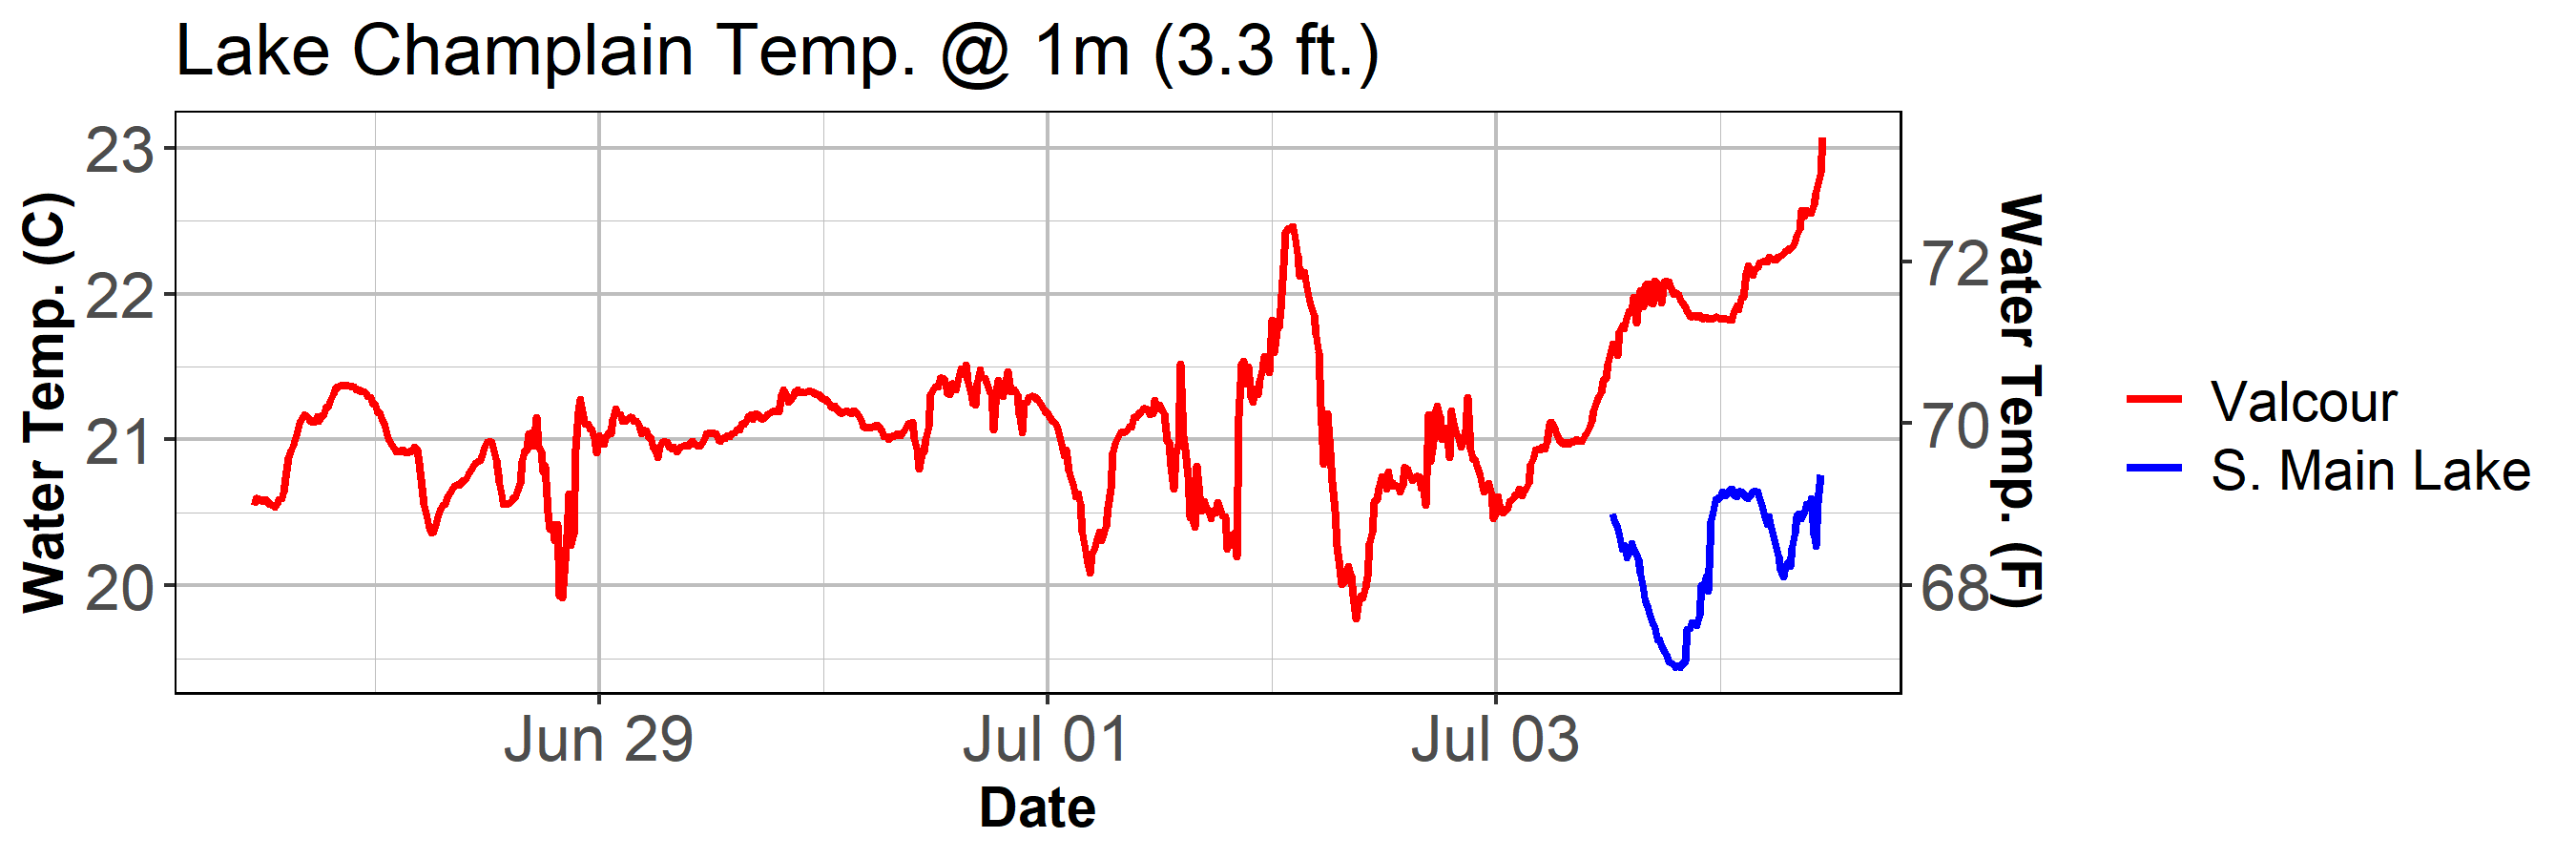 Lake Champlain Temp. @ 1m (3.3 ft.)
Water Temp. (C)
23
22
21
20
72
70
68
Water Temp. (F)
Jun 29
Jul 01
Jul 03
Date
Valcour
S. Main Lake